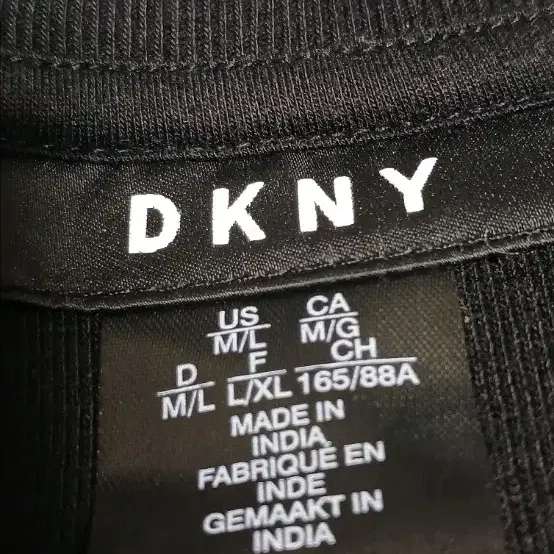 DKNY
US CA
M/L M/G
D F CH
M/L L/XL 165/88A
MADE IN
INDIA
FABRIQUÉ EN
INDE
GEMAAKT IN
INDIA